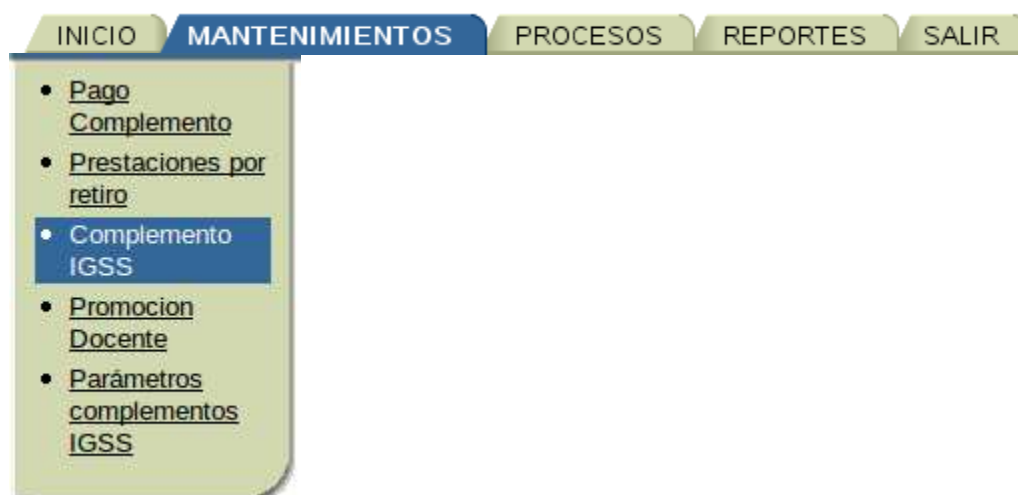 INICIO MANTENIMIENTOS PROCESOS REPORTES SALIR
Pago
Complemento
Prestaciones por
retiro
Complemento
IGSS
Promocion
Docente
Parámetros
complementos
IGSS